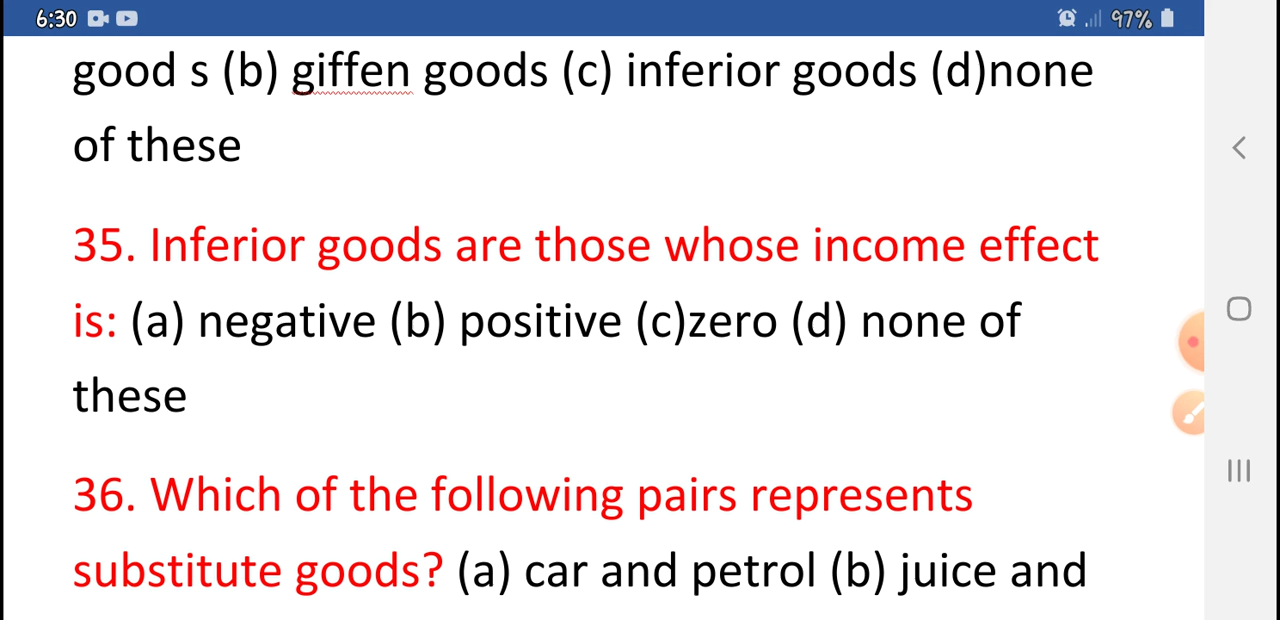 6:30 97%
good s (b) giffen goods (c) inferior goods (d)none
of these
35. Inferior goods are those whose income effect
is: (a) negative (b) positive (c)zero (d) none of
these
36. Which of the following pairs represents
substitute goods? (a) car and petrol (b) juice and